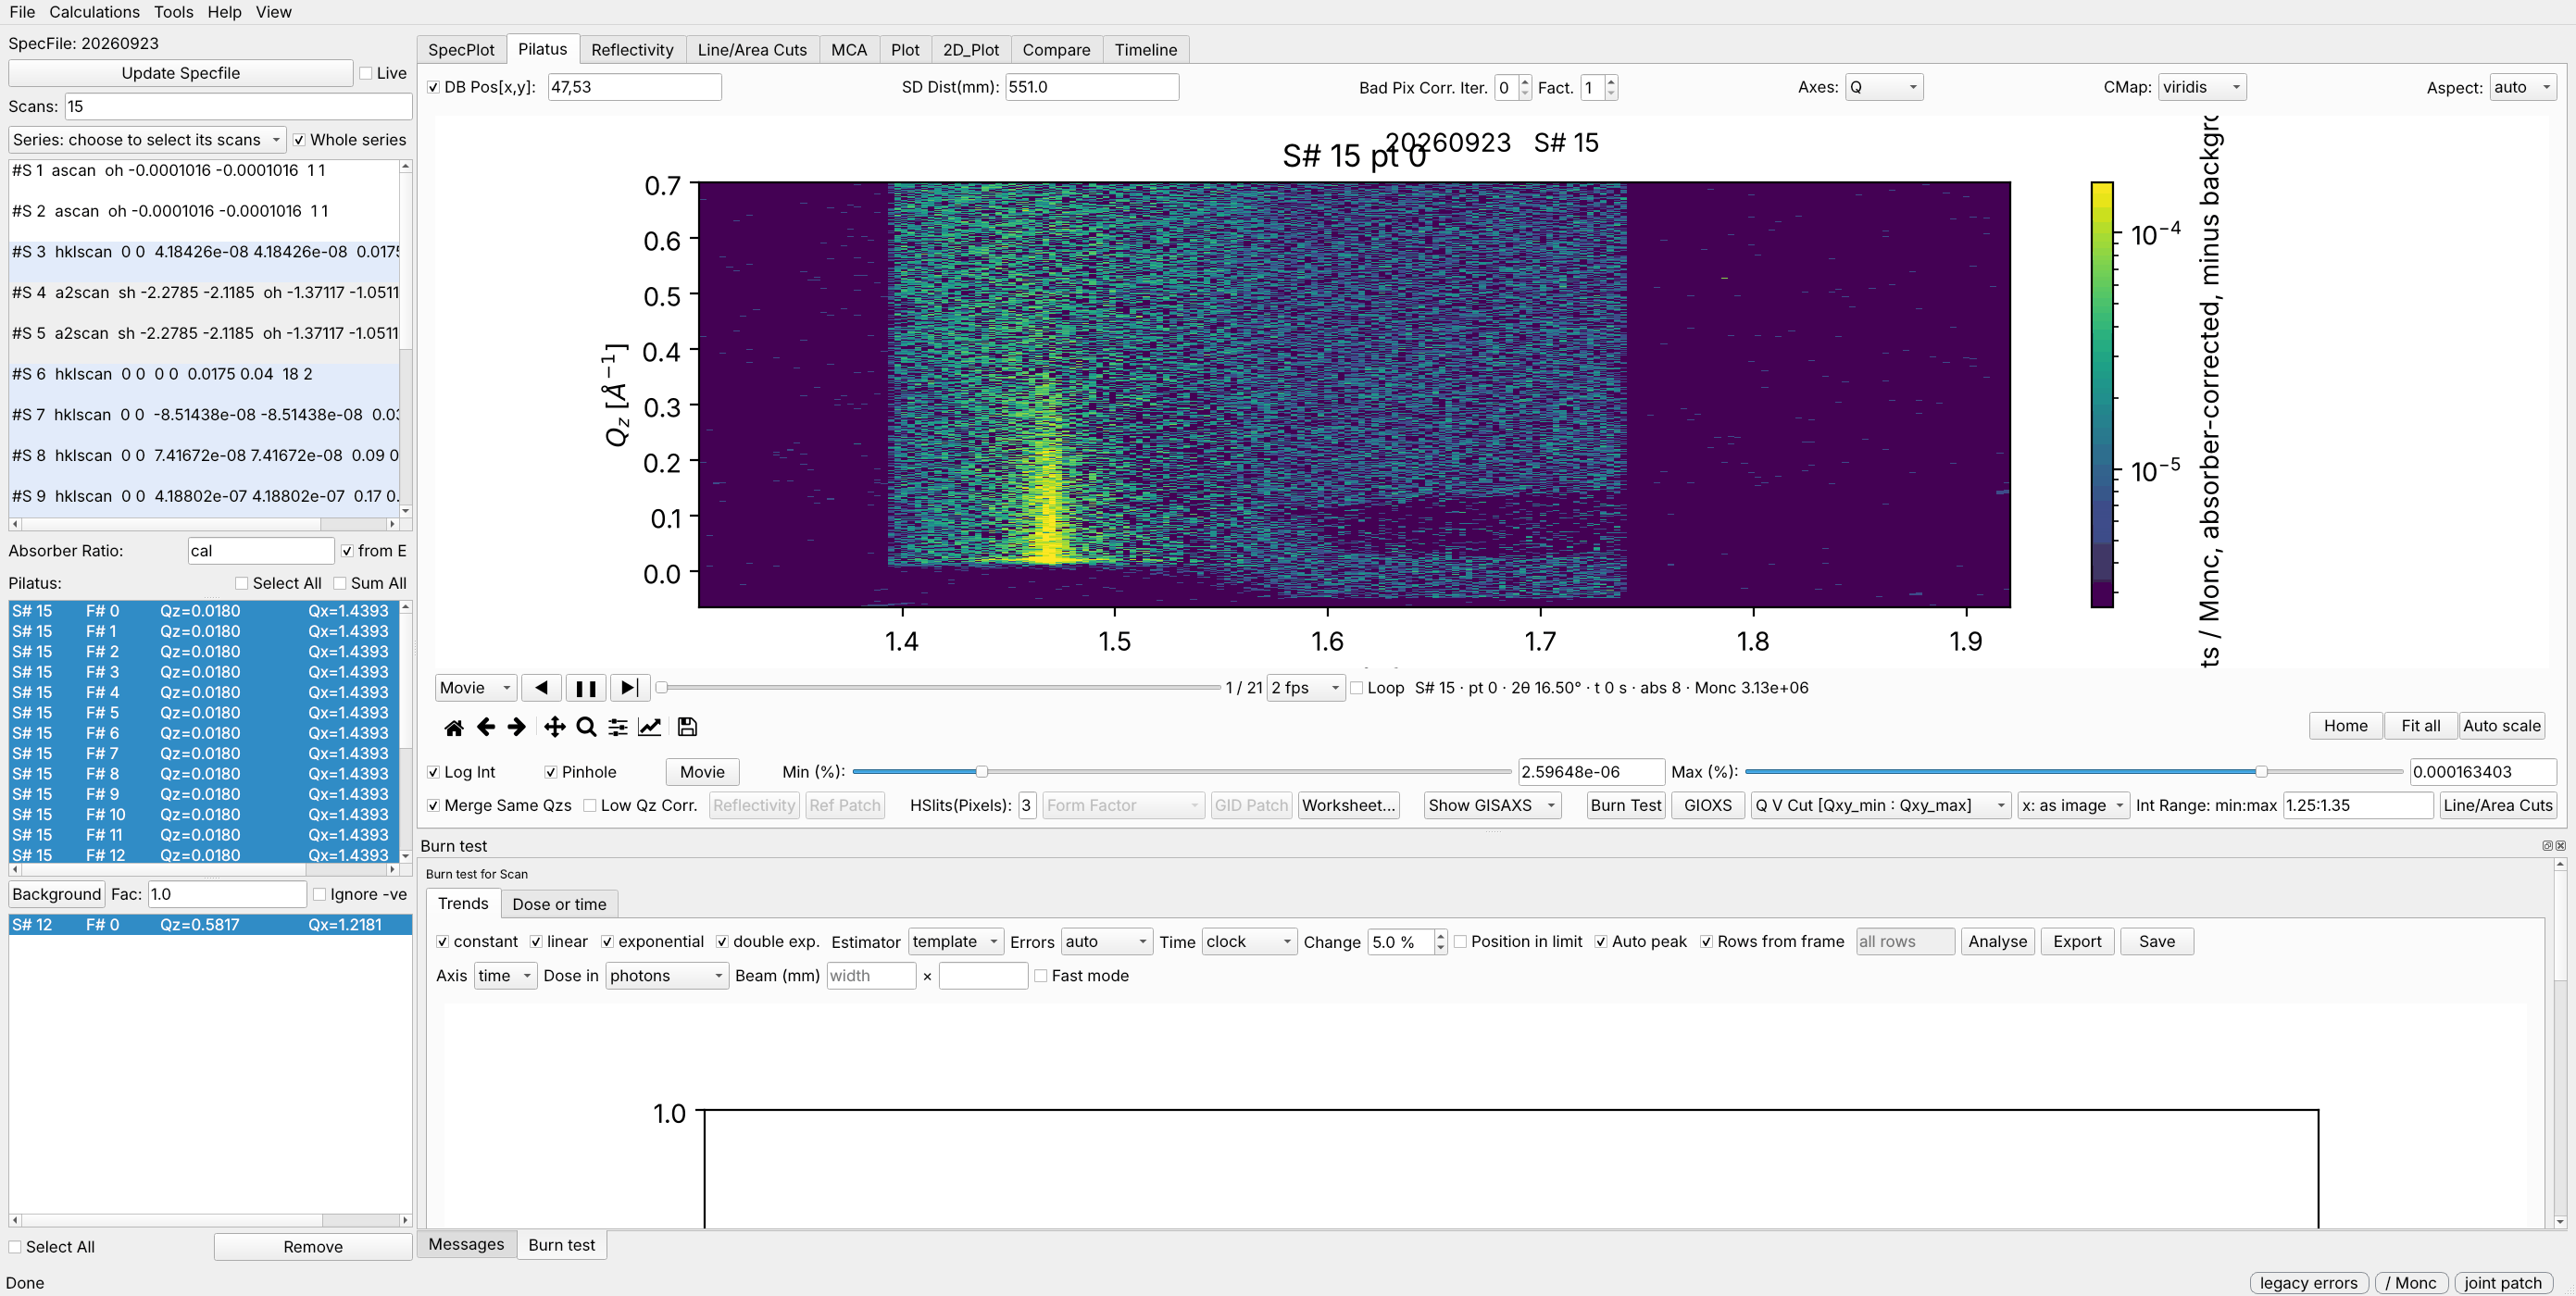 File Calculations Tools Help View
SpecFile: 20260923
Update Specfile Live
Scans: 15
Series: choose to select its scans Whole series
#S 1 ascan oh -0.0001016 -0.0001016 1 1
#S 2 ascan oh -0.0001016 -0.0001016 1 1
#S 3 hklscan 0 0 4.18426e-08 4.18426e-08 0.0175
#S 4 a2scan sh -2.2785 -2.1185 oh -1.37117 -1.0511
#S 5 a2scan sh -2.2785 -2.1185 oh -1.37117 -1.0511
#S 6 hklscan 0 0 0 0 0.0175 0.04 18 2
#S 7 hklscan 0 0 -8.51438e-08 -8.51438e-08 0.03
#S 8 hklscan 0 0 7.41672e-08 7.41672e-08 0.09 0
#S 9 hklscan 0 0 4.18802e-07 4.18802e-07 0.17 0.
Absorber Ratio: cal from E
Pilatus: Select All Sum All
S# 15 F# 0 Qz=0.0180 Qx=1.4393
S# 15 F# 1 Qz=0.0180 Qx=1.4393
S# 15 F# 2 Qz=0.0180 Qx=1.4393
S# 15 F# 3 Qz=0.0180 Qx=1.4393
S# 15 F# 4 Qz=0.0180 Qx=1.4393
S# 15 F# 5 Qz=0.0180 Qx=1.4393
S# 15 F# 6 Qz=0.0180 Qx=1.4393
S# 15 F# 7 Qz=0.0180 Qx=1.4393
S# 15 F# 8 Qz=0.0180 Qx=1.4393
S# 15 F# 9 Qz=0.0180 Qx=1.4393
S# 15 F# 10 Qz=0.0180 Qx=1.4393
S# 15 F# 11 Qz=0.0180 Qx=1.4393
S# 15 F# 12 Qz=0.0180 Qx=1.4393
Background Fac: 1.0 Ignore -ve
S# 12 F# 0 Qz=0.5817 Qx=1.2181
Select All Remove
Done
SpecPlot Pilatus Reflectivity Line/Area Cuts MCA Plot 2D_Plot Compare Timeline
DB Pos[x,y]: 47,53 SD Dist(mm): 551.0 Bad Pix Corr. Iter. 0 Fact. 1 Axes: Q CMap: viridis Aspect: auto
20260923 S# 15
S# 15 pt 0
0.7
0.6
0.5
0.4
0.3
0.2
0.1
0.0
Qz [Å⁻¹]
1.4 1.5 1.6 1.7 1.8 1.9
10⁻⁴
10⁻⁵
ts / Monc, absorber-corrected, minus backgro
Movie 1 / 21 2 fps Loop S# 15 · pt 0 · 2θ 16.50° · t 0 s · abs 8 · Monc 3.13e+06
Home Fit all Auto scale
Log Int Pinhole Movie Min (%): 2.59648e-06 Max (%): 0.000163403
Merge Same Qzs Low Qz Corr. Reflectivity Ref Patch HSlits(Pixels): 3 Form Factor GID Patch Worksheet... Show GISAXS Burn Test GIOXS Q V Cut [Qxy_min : Qxy_max] x: as image Int Range: min:max 1.25:1.35 Line/Area Cuts
Burn test
Burn test for Scan
Trends Dose or time
constant linear exponential double exp. Estimator template Errors auto Time clock Change 5.0 % Position in limit Auto peak Rows from frame all rows Analyse Export Save
Axis time Dose in photons Beam (mm) width × Fast mode
1.0
Messages Burn test
legacy errors / Monc joint patch